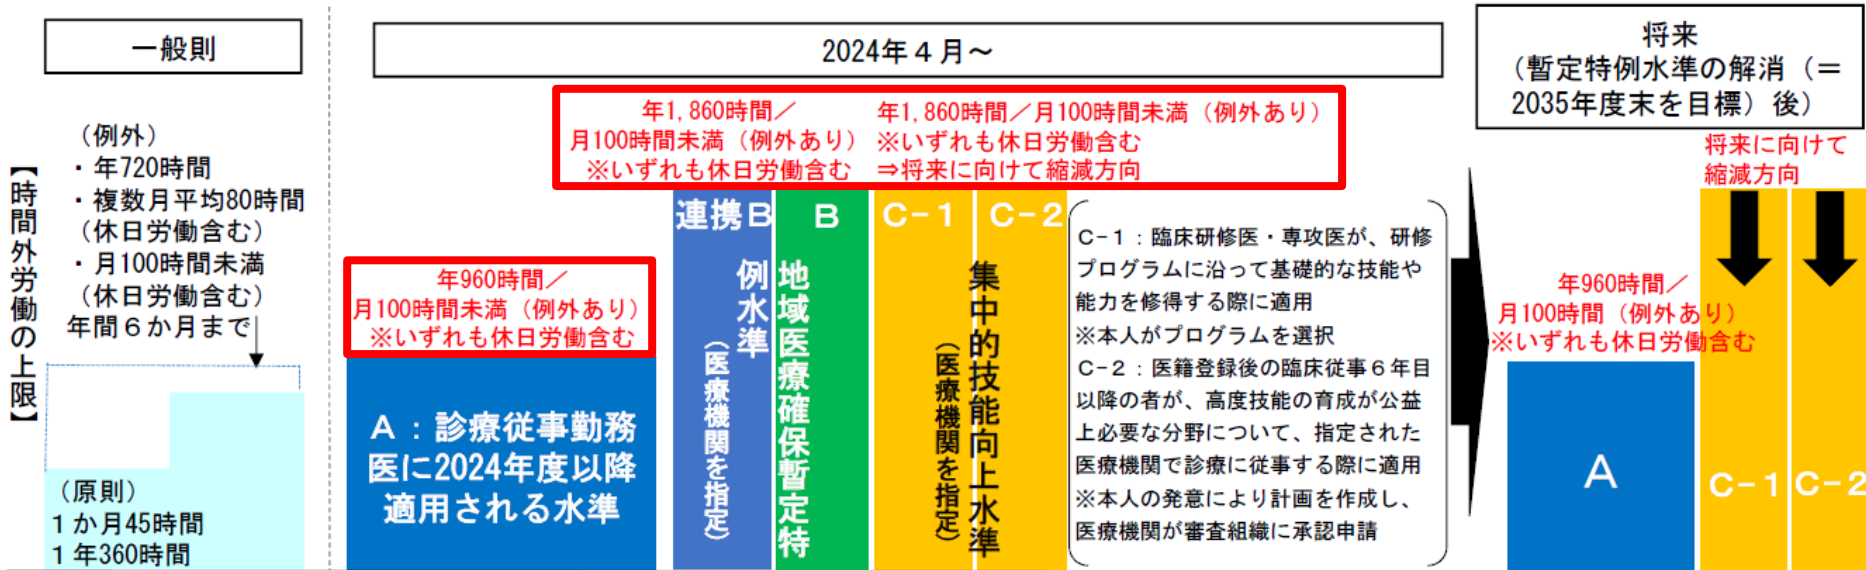 一般則
【時間外労働の上限】
（例外）
・年720時間
・複数月平均80時間
（休日労働含む）
・月100時間未満
（休日労働含む）
年間６か月まで
（原則）
１か月45時間
１年360時間
2024年４月～
年1,860時間／
月100時間未満（例外あり）
※いずれも休日労働含む
年1,860時間／月100時間未満（例外あり）
※いずれも休日労働含む
⇒将来に向けて縮減方向
年960時間／
月100時間未満（例外あり）
※いずれも休日労働含む
Ａ：診療従事勤務
医に2024年度以降
適用される水準
連携Ｂ
Ｂ
地域医療確保暫定特
例水準
（医療機関を指定）
Ｃ-１
Ｃ-２
集中的技能向上水準
（医療機関を指定）
Ｃ-１：臨床研修医・専攻医が、研修
プログラムに沿って基礎的な技能や
能力を修得する際に適用
※本人がプログラムを選択
Ｃ-２：医籍登録後の臨床従事６年目
以降の者が、高度技能の育成が公益
上必要な分野について、指定された
医療機関で診療に従事する際に適用
※本人の発意により計画を作成し、
医療機関が審査組織に承認申請
将来
（暫定特例水準の解消（＝
2035年度末を目標）後）
将来に向けて
縮減方向
年960時間／
月100時間（例外あり）
※いずれも休日労働含む
Ａ
Ｃ-１
Ｃ-２